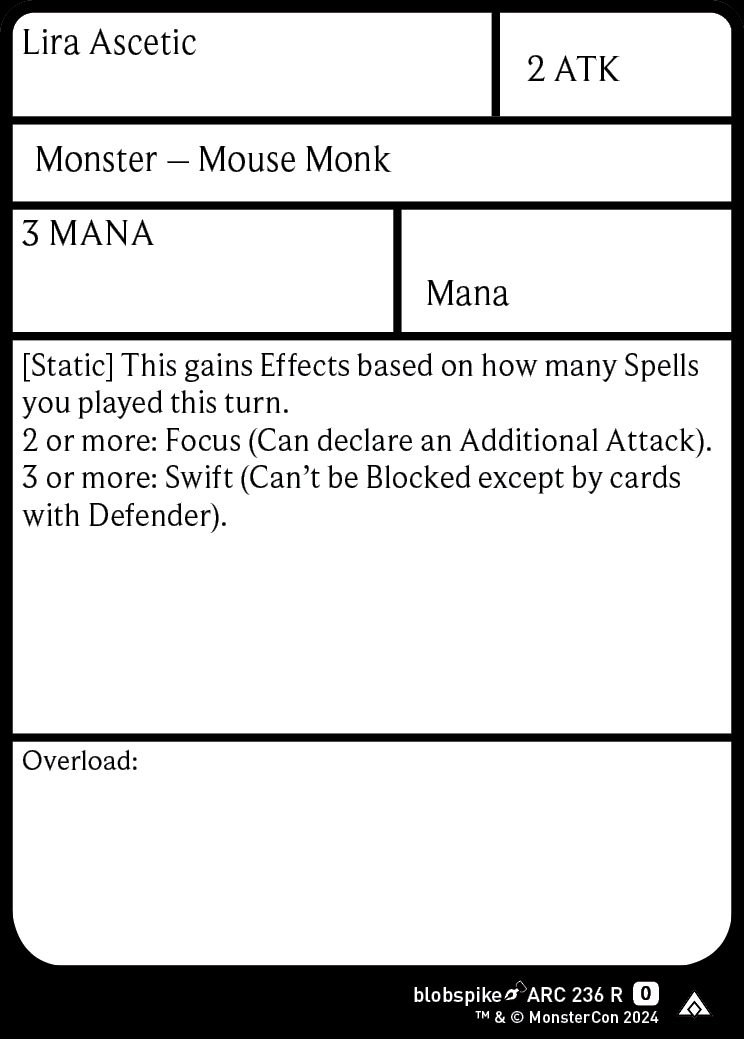 Lira Ascetic
2 ATK
Monster – Mouse Monk
3 MANA
Mana
[Static] This gains Effects based on how many Spells
you played this turn.
2 or more: Focus (Can declare an Additional Attack).
3 or more: Swift (Can’t be Blocked except by cards
with Defender).
Overload:
blobspike ARC 236 R 0
™ & © MonsterCon 2024